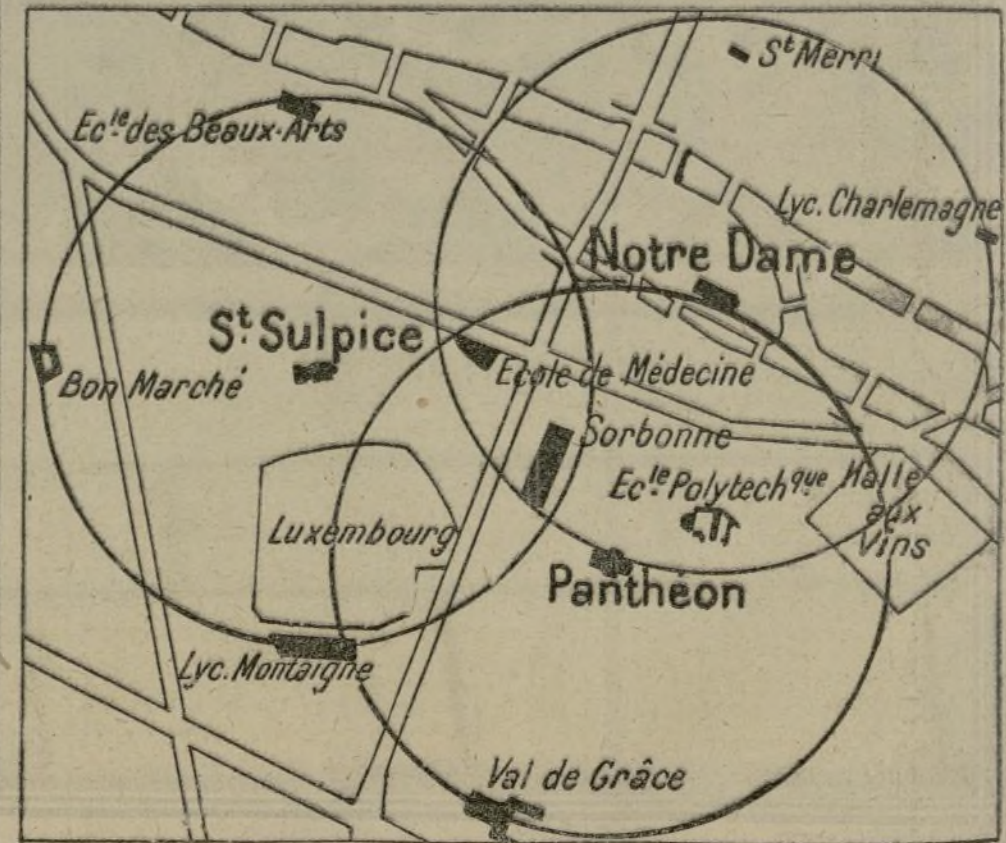 St Merri
Ecle des Beaux-Arts
Lyc. Charlemagne
Notre Dame
St. Sulpice
Bon Marché
Ecole de Médecine
Sorbonne
Ecle Polytechque
Halle
aux
Vins
Luxembourg
Panthéon
Lyc. Montaigne
Val de Grâce